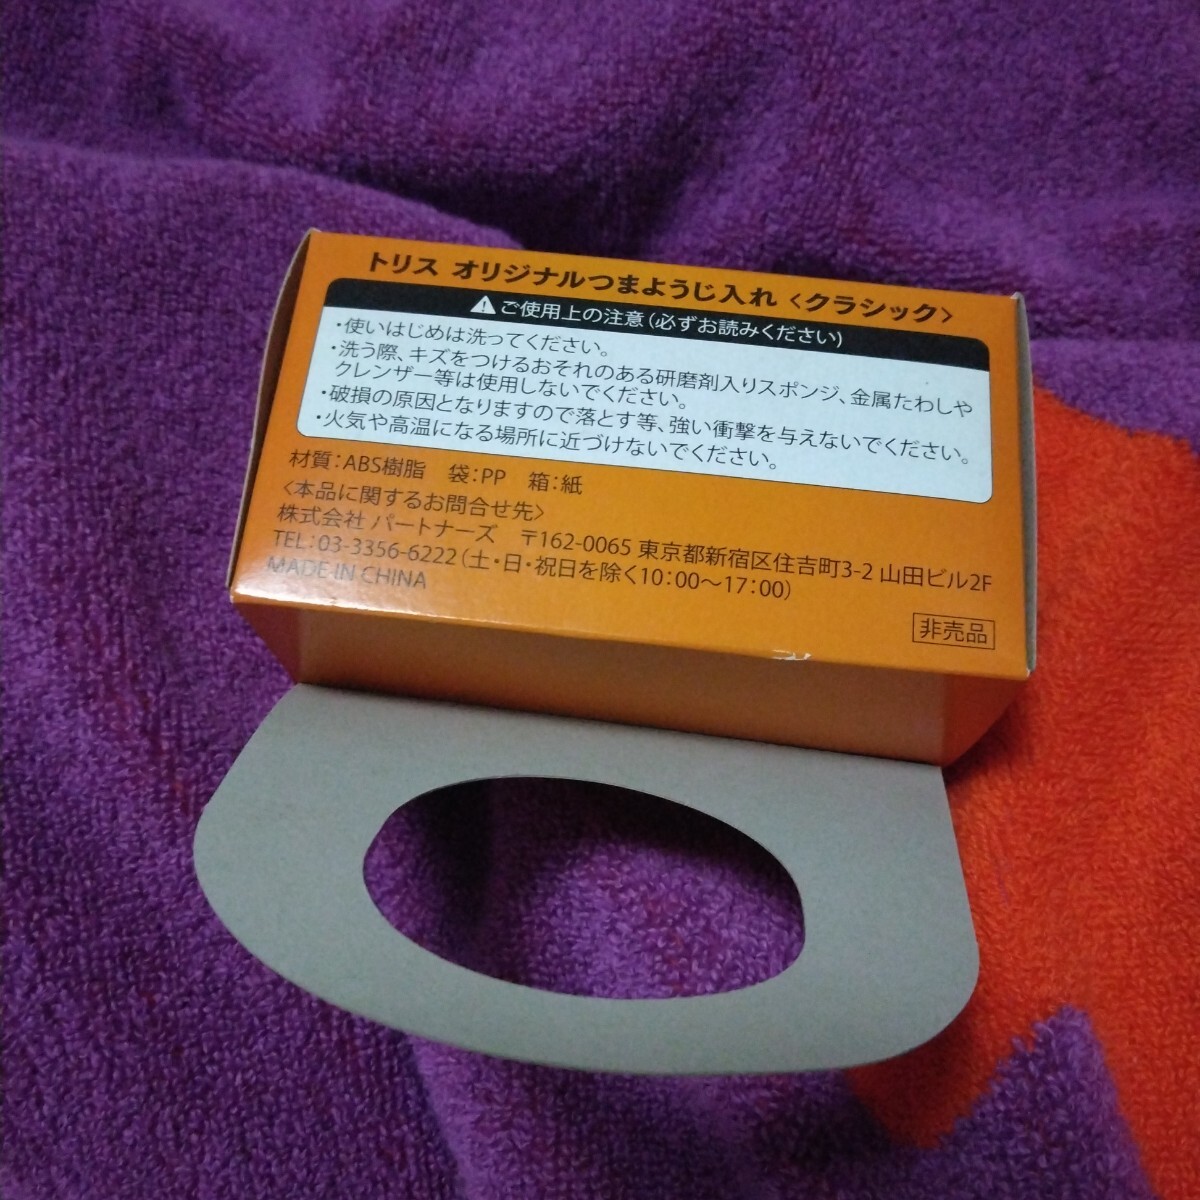 トリス オリジナルつまようじ入れ〈クラシック〉
⚠ご使用上の注意(必ずお読みください)
・使いはじめは洗ってください。
・洗う際、キズをつけるおそれのある研磨剤入りスポンジ、金属たわしや
クレンザー等は使用しないでください。
・破損の原因となりますので落とす等、強い衝撃を与えないでください。
・火気や高温になる場所に近づけないでください。
材質:ABS樹脂 袋:PP 箱:紙
〈本品に関するお問合せ先〉
株式会社 パートナーズ 〒162-0065 東京都新宿区住吉町3-2 山田ビル2F
TEL:03-3356-6222(土・日・祝日を除く10:00～17:00)
MADE IN CHINA
非売品